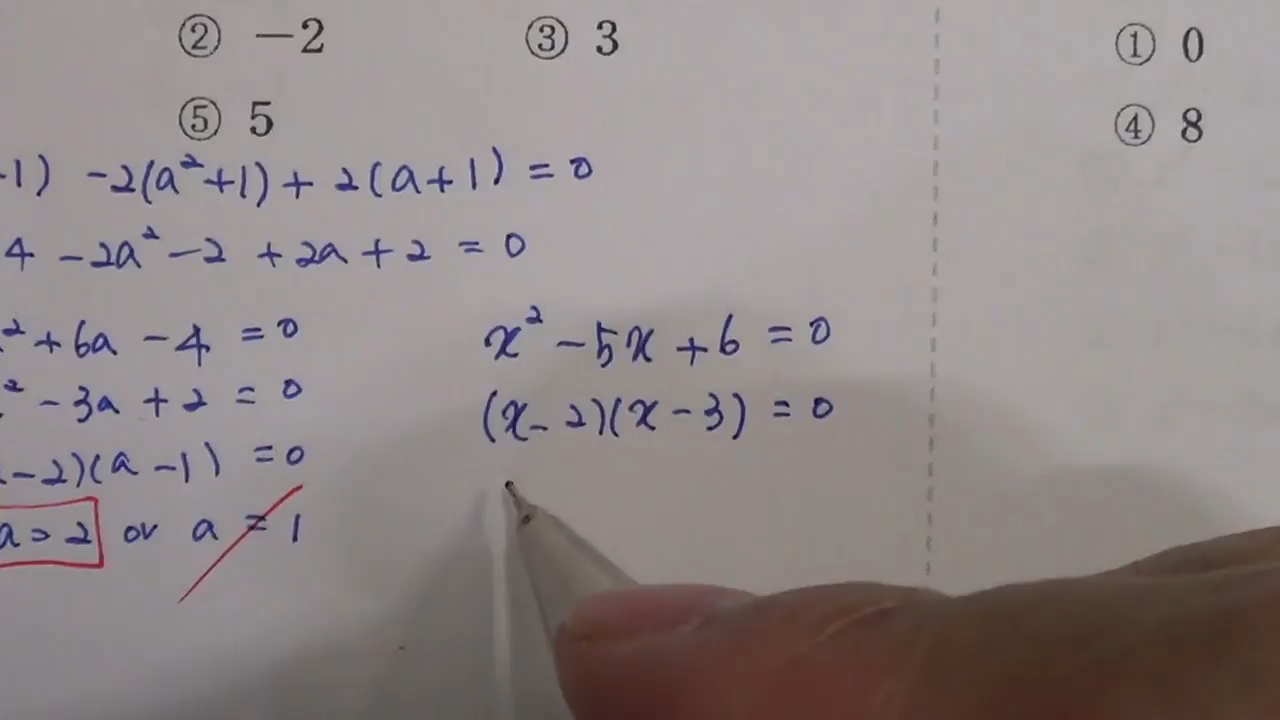 ② -2 ③ 3
⑤ 5
-1) -2(a²+1) + 2(a+1) = 0
4 -2a² -2 +2a + 2 = 0
² +6a -4 = 0
² -3a +2 = 0
-2)(a -1) = 0
a = 2 or a = 1
x² -5x +6 = 0
(x-2)(x-3) = 0
① 0
④ 8